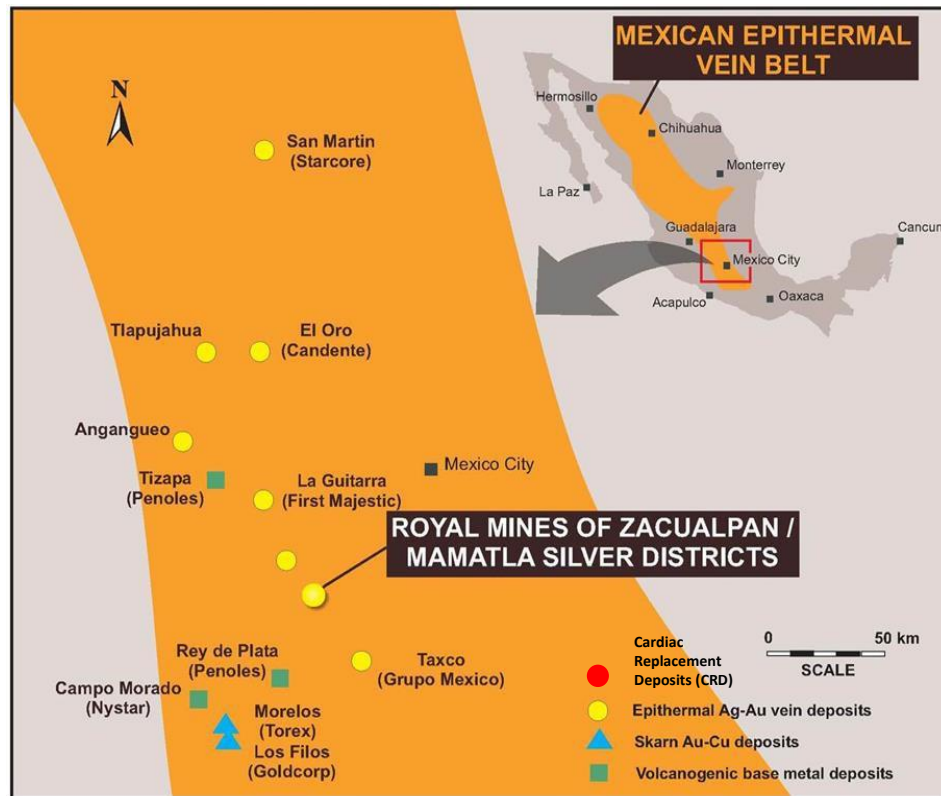 MEXICAN EPITHERMAL
VEIN BELT
N
Hermosillo
Chihuahua
Monterrey
La Paz
Guadalajara
Cancun
Mexico City
Acapulco
Oaxaca
San Martin
(Starcore)
Tlapujahua
El Oro
(Candente)
Angangueo
Tizapa
(Penoles)
La Guitarra
(First Majestic)
Mexico City
ROYAL MINES OF ZACUALPAN /
MAMATLA SILVER DISTRICTS
Rey de Plata
(Penoles)
Taxco
(Grupo Mexico)
Campo Morado
(Nystar)
Morelos
(Torex)
Los Filos
(Goldcorp)
0 50 km
SCALE
Cardiac
Replacement
Deposits (CRD)
Epithermal Ag-Au vein deposits
Skarn Au-Cu deposits
Volcanogenic base metal deposits